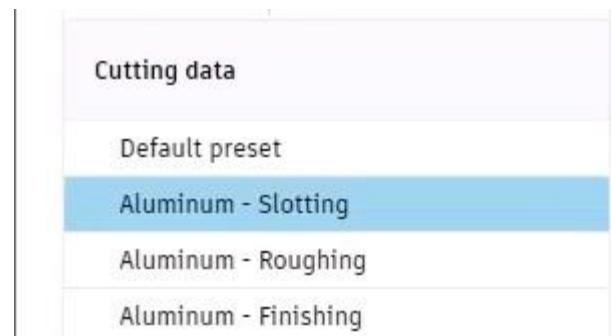 Cutting data
Default preset
Aluminum - Slotting
Aluminum - Roughing
Aluminum - Finishing